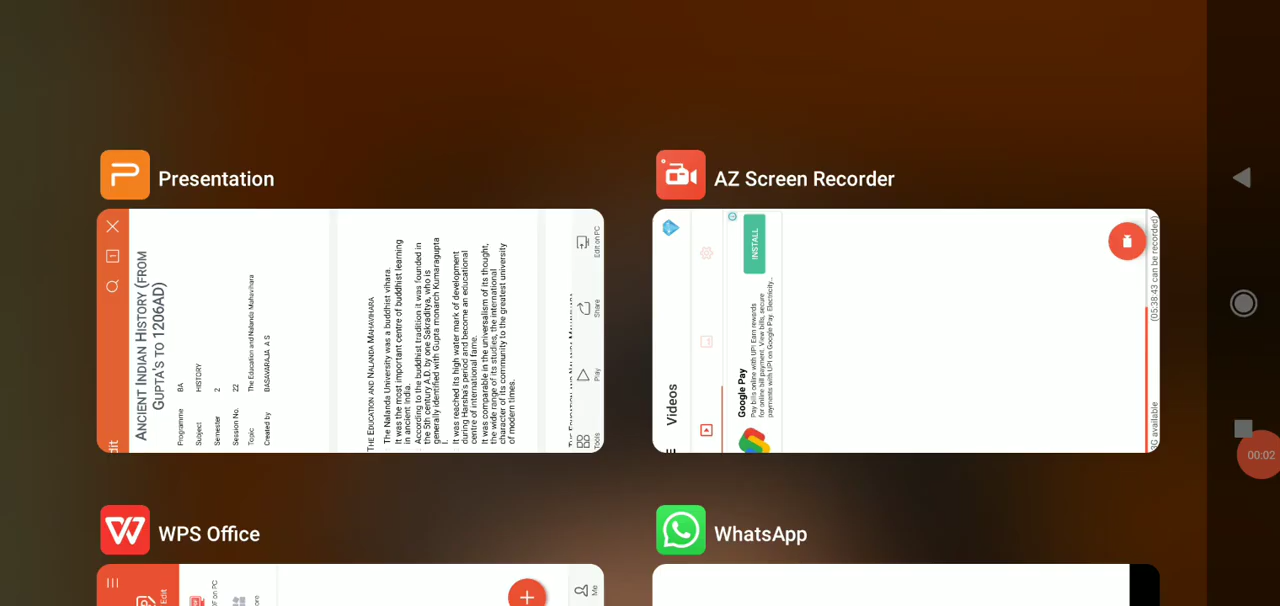 Presentation
Edit
1
ANCIENT INDIAN HISTORY (FROM
GUPTA'S TO 1206AD)
Programme BA
Subject HISTORY
Semester 2
Session No. 22
Topic The Education and Nalanda Mahavihara
Created by BASAVARAJA A S
THE EDUCATION AND NALANDA MAHAVIHARA
The Nalanda University was a buddhist vihara.
It was the most important centre of buddhist learning
in ancient India.
According to the buddhist tradition it was founded in
the 5th century A.D. by one Sakraditya, who is
generally identified with Gupta monarch Kumaragupta
I.
It was reached its high water mark of development
during Harsha's period and become an educational
centre of international fame.
It was comparable in the universalism of its thought,
the wide range of its studies, the international
character of its community to the greatest university
of modern times.
Tools
Play
Share
Edit on PC
AZ Screen Recorder
Videos
Google Pay
Pay bills online with UPI Earn rewards
for online bill payment. View bills, secure
payments with UPI on Google Pay. Electricity...
INSTALL
GB available
(05:38:43 can be recorded)
WPS Office
Edit
on PC
Me
WhatsApp
00:02